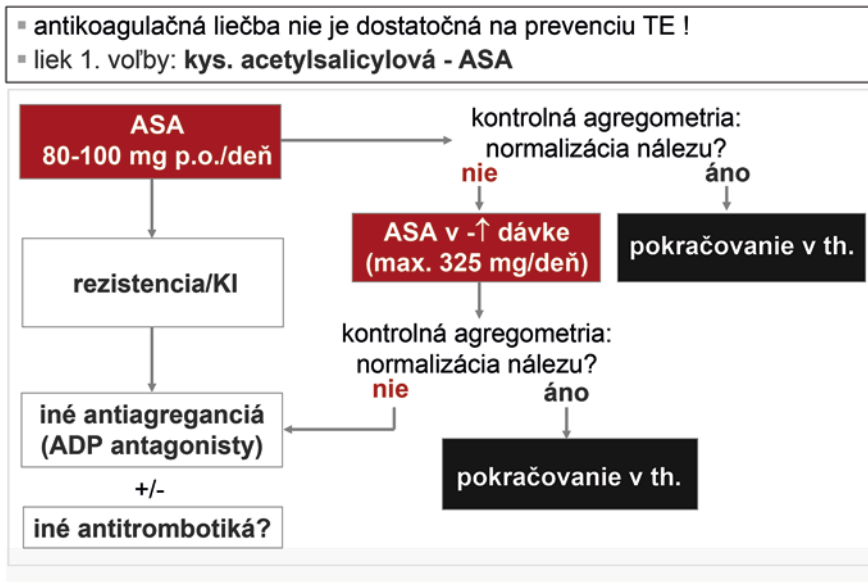 ▪ antikoagulačná liečba nie je dostatočná na prevenciu TE !
▪ liek 1. voľby: kys. acetylsalicylová - ASA
ASA
80-100 mg p.o./deň
kontrolná agregometria:
normalizácia nálezu?
nie
áno
ASA v -↑ dávke
(max. 325 mg/deň)
pokračovanie v th.
rezistencia/KI
kontrolná agregometria:
normalizácia nálezu?
nie
áno
iné antiagreganciá
(ADP antagonisty)
pokračovanie v th.
+/-
iné antitrombotiká?